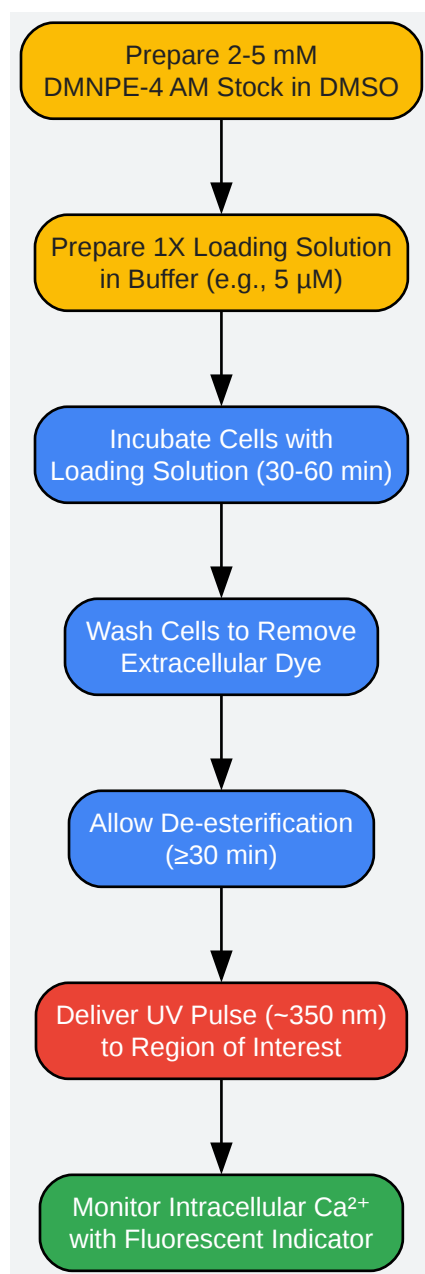 Prepare 2-5 mM
DMNPE-4 AM Stock in DMSO
Prepare 1X Loading Solution
in Buffer (e.g., 5 µM)
Incubate Cells with
Loading Solution (30-60 min)
Wash Cells to Remove
Extracellular Dye
Allow De-esterification
(≥30 min)
Deliver UV Pulse (~350 nm)
to Region of Interest
Monitor Intracellular Ca²⁺
with Fluorescent Indicator